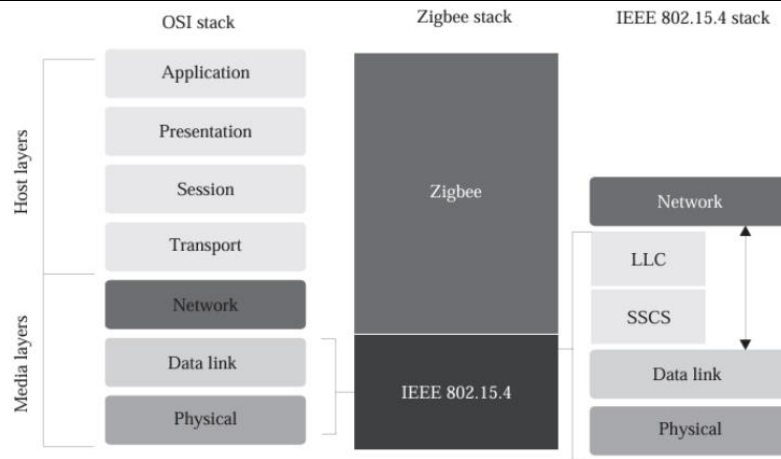 OSI stack
Zigbee stack
IEEE 802.15.4 stack
Host layers
Media layers
Application
Presentation
Session
Transport
Network
Data link
Physical
Zigbee
IEEE 802.15.4
Network
LLC
SSCS
Data link
Physical